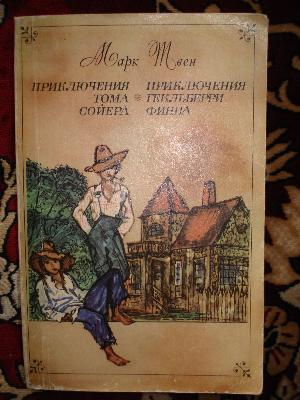 Марк Твен
ПРИКЛЮЧЕНИЯ
ТОМА
СОЙЕРА
ПРИКЛЮЧЕНИЯ
ГЕКЛЬБЕРРИ
ФИННА